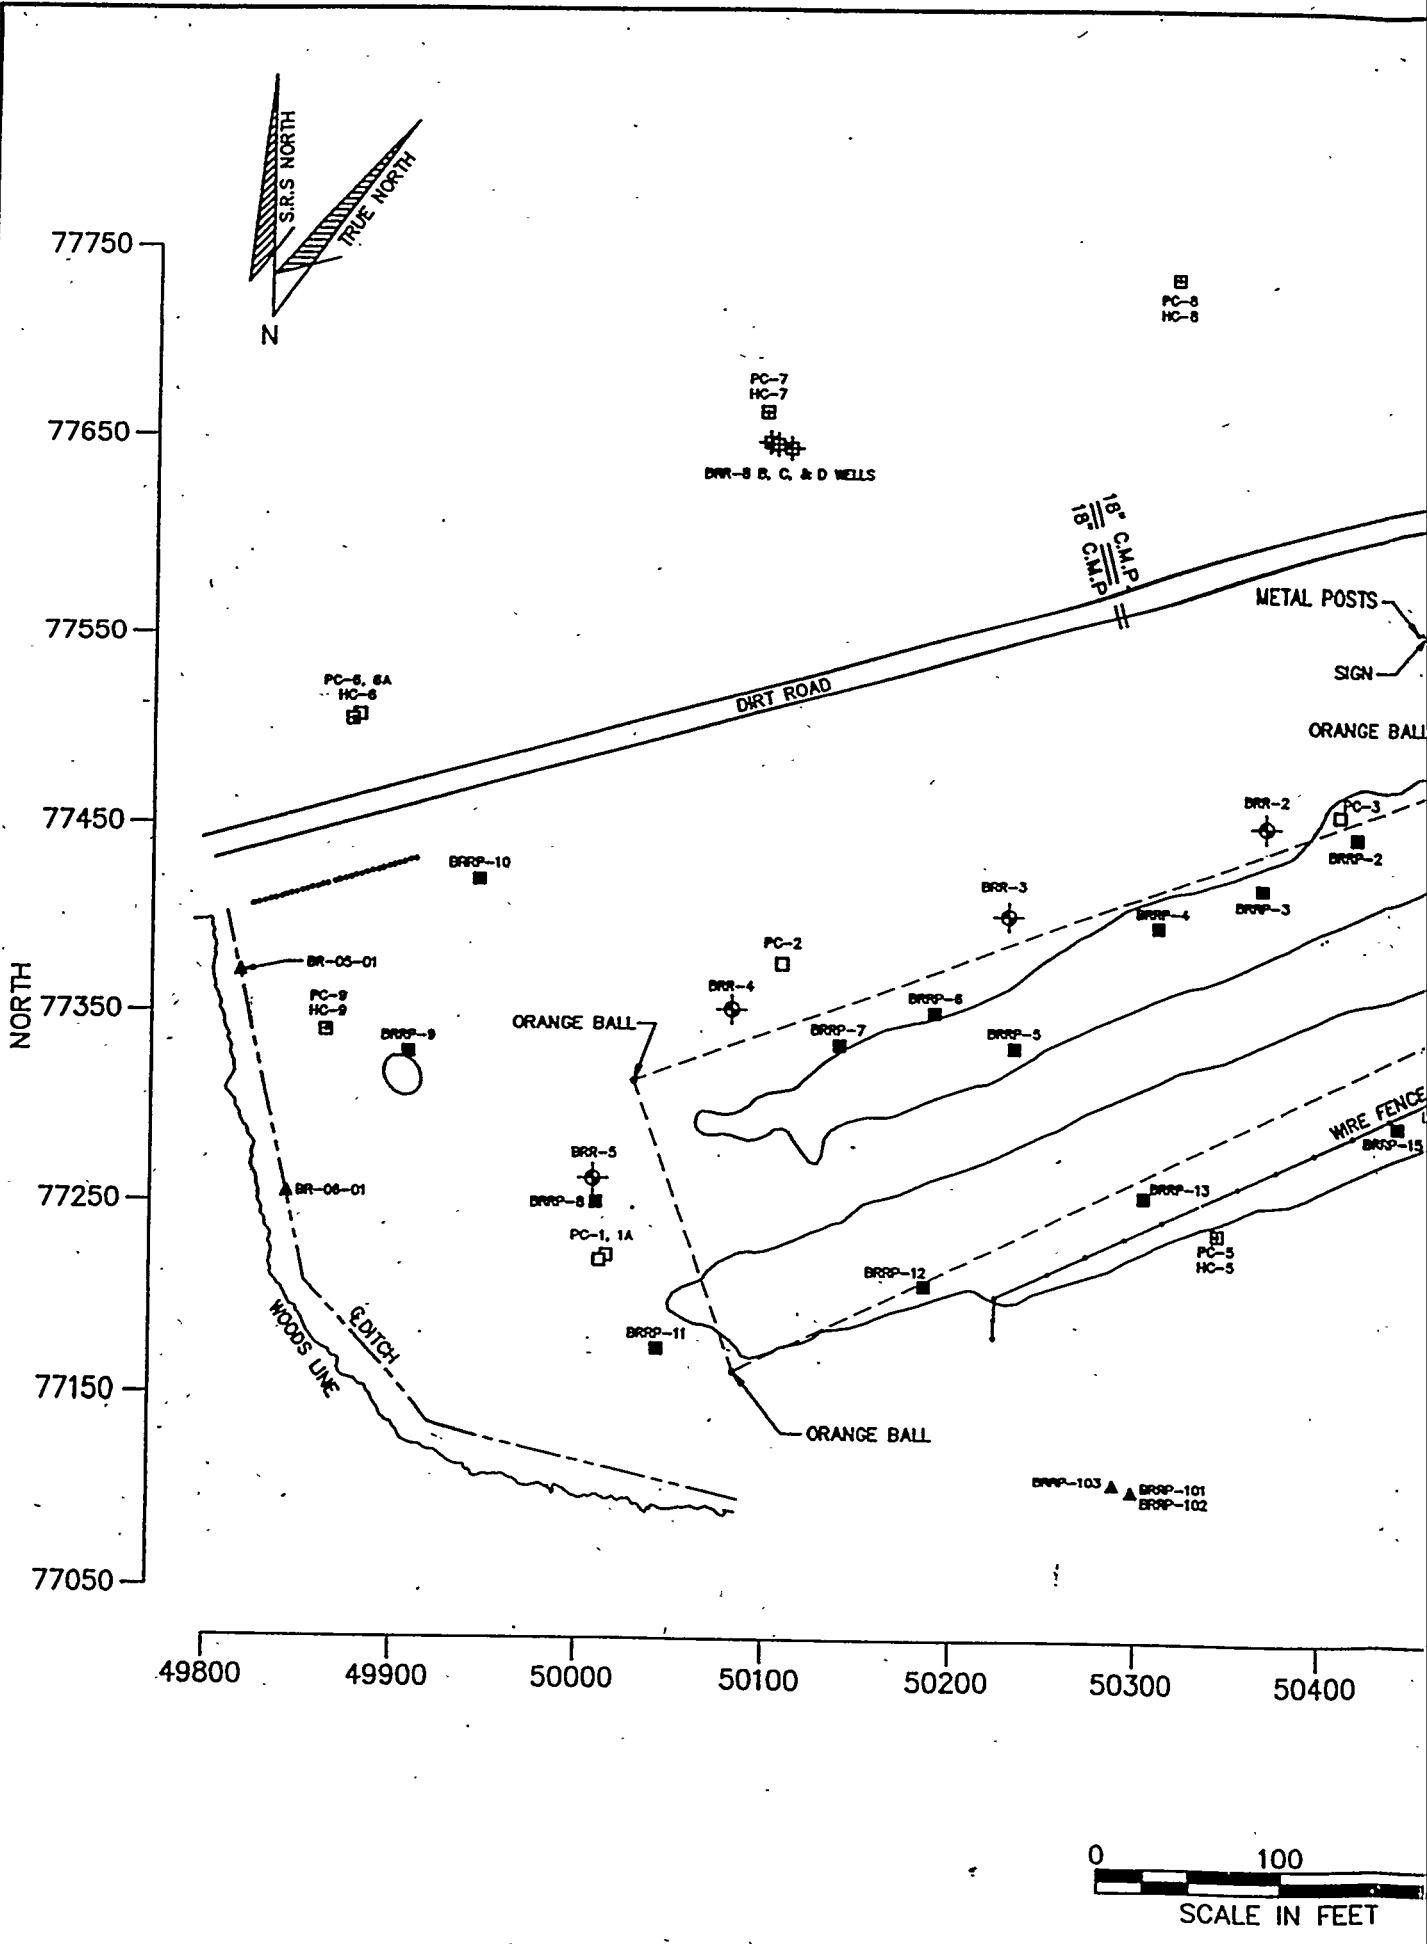 S.R.S NORTH
TRUE NORTH
N
77750
PC-8
HC-8
PC-7
HC-7
77650
BRR-8 B, C, & D WELLS
18" C.M.P.
18" C.M.P
METAL POSTS
77550
SIGN
PC-6, 6A
HC-6
DIRT ROAD
ORANGE BALL
77450
BRR-2
PC-3
BRRP-10
BRRP-2
BRR-3
BRRP-3
BRRP-4
PC-2
BR-05-01
NORTH
PC-9
HC-9
BRR-4
77350
BRRP-6
ORANGE BALL
BRRP-9
BRRP-7
BRRP-5
WIRE FENCE
BRRP-15
BRR-5
77250
BR-06-01
BRRP-8
BRRP-13
PC-1, 1A
PC-5
HC-5
BRRP-12
WOODS LINE
℄ DITCH
BRRP-11
77150
ORANGE BALL
BRRP-103
BRRP-101
BRRP-102
77050
49800 49900 50000 50100 50200 50300 50400
0 100
SCALE IN FEET